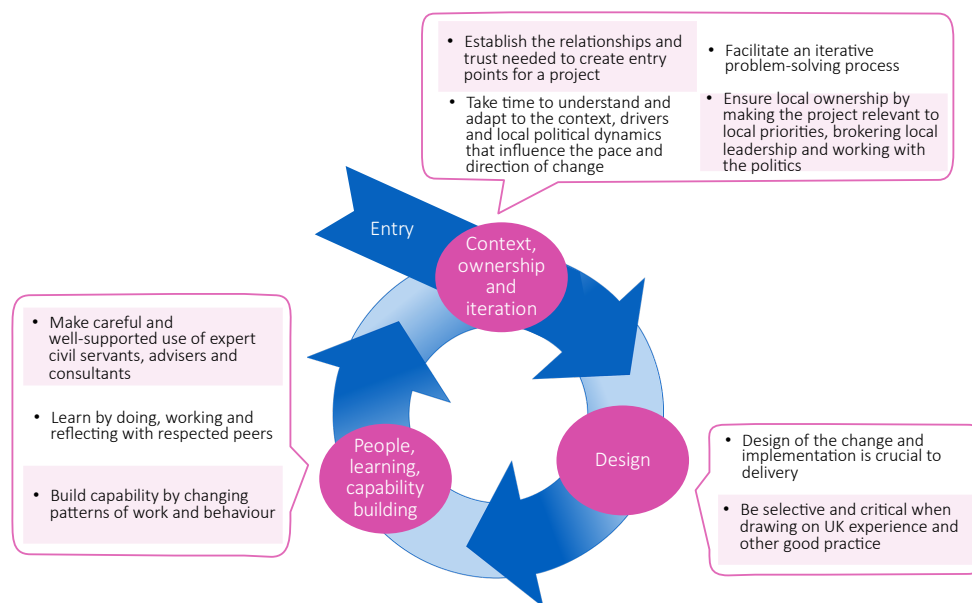 • Establish the relationships and
trust needed to create entry
points for a project
• Take time to understand and
adapt to the context, drivers
and local political dynamics
that influence the pace and
direction of change
• Facilitate an iterative
problem-solving process
• Ensure local ownership by
making the project relevant to
local priorities, brokering local
leadership and working with
the politics
Entry
Context,
ownership
and
iteration
• Make careful and
well-supported use of expert
civil servants, advisers and
consultants
• Learn by doing, working and
reflecting with respected peers
• Build capability by changing
patterns of work and behaviour
People,
learning,
capability
building
Design
• Design of the change and
implementation is crucial to
delivery
• Be selective and critical when
drawing on UK experience and
other good practice